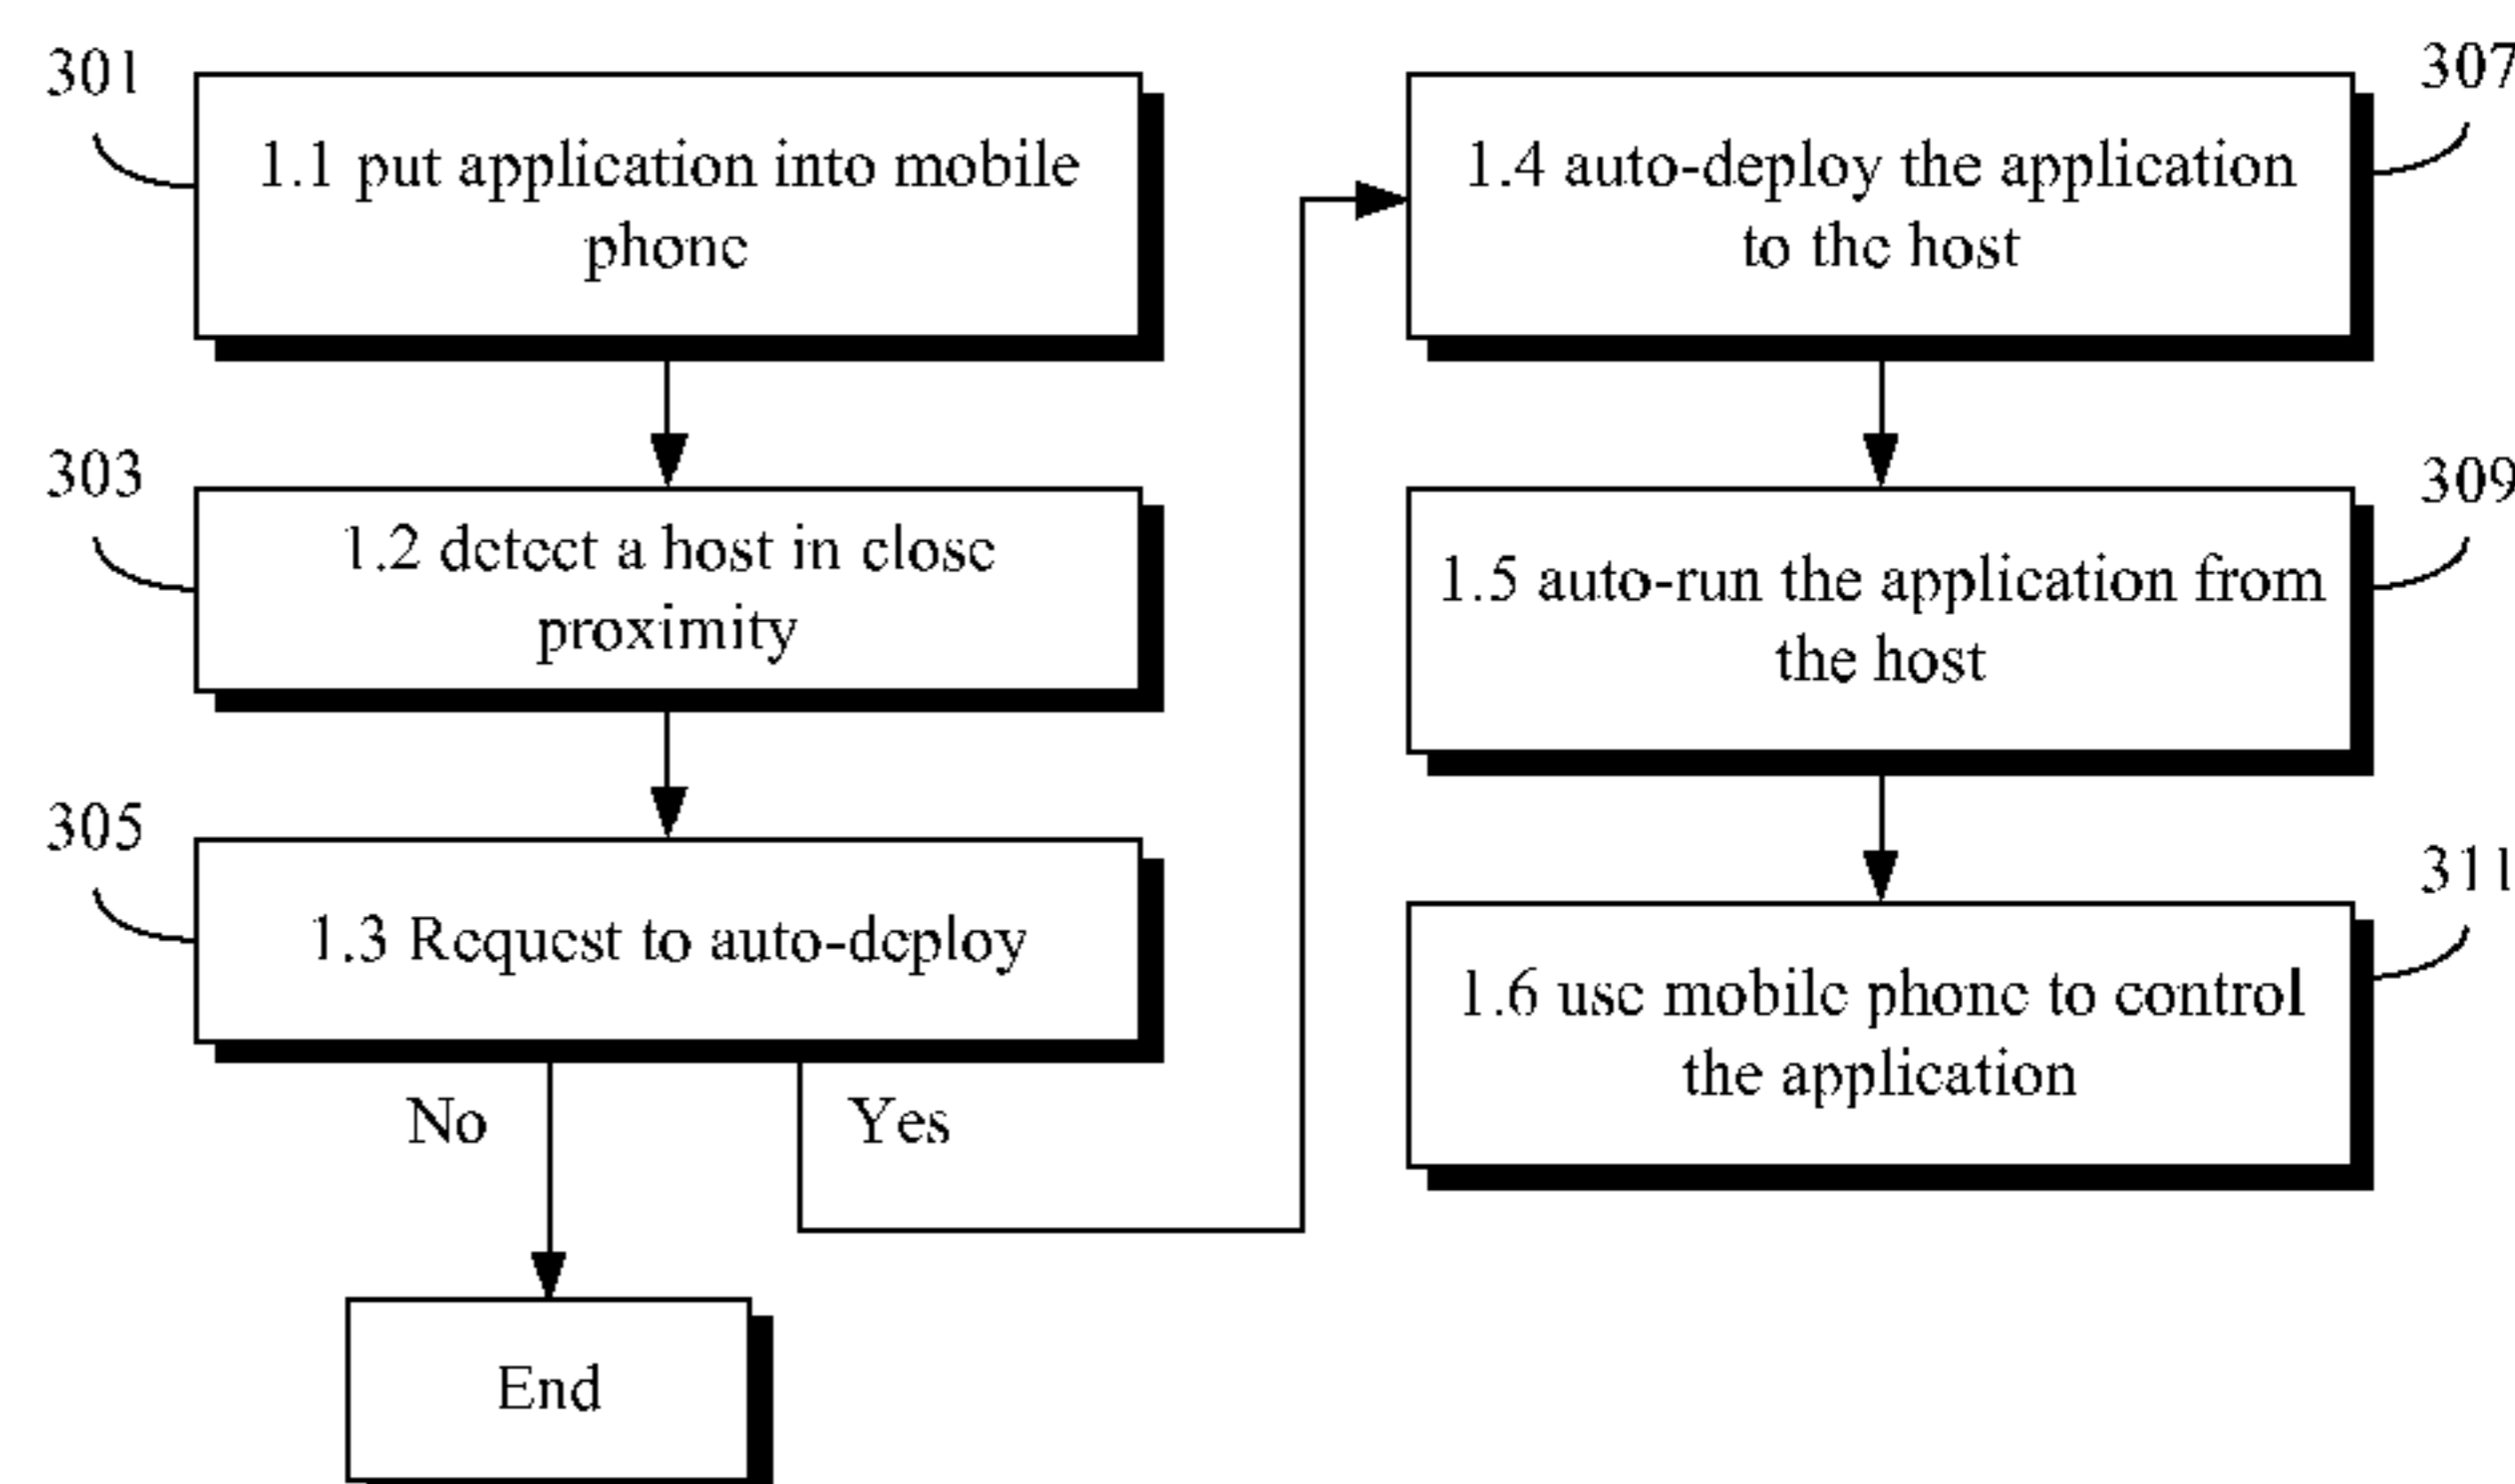 301
1.1 put application into mobile
phone
303
1.2 detect a host in close
proximity
305
1.3 Request to auto-deploy
No
Yes
End
307
1.4 auto-deploy the application
to the host
309
1.5 auto-run the application from
the host
311
1.6 use mobile phone to control
the application